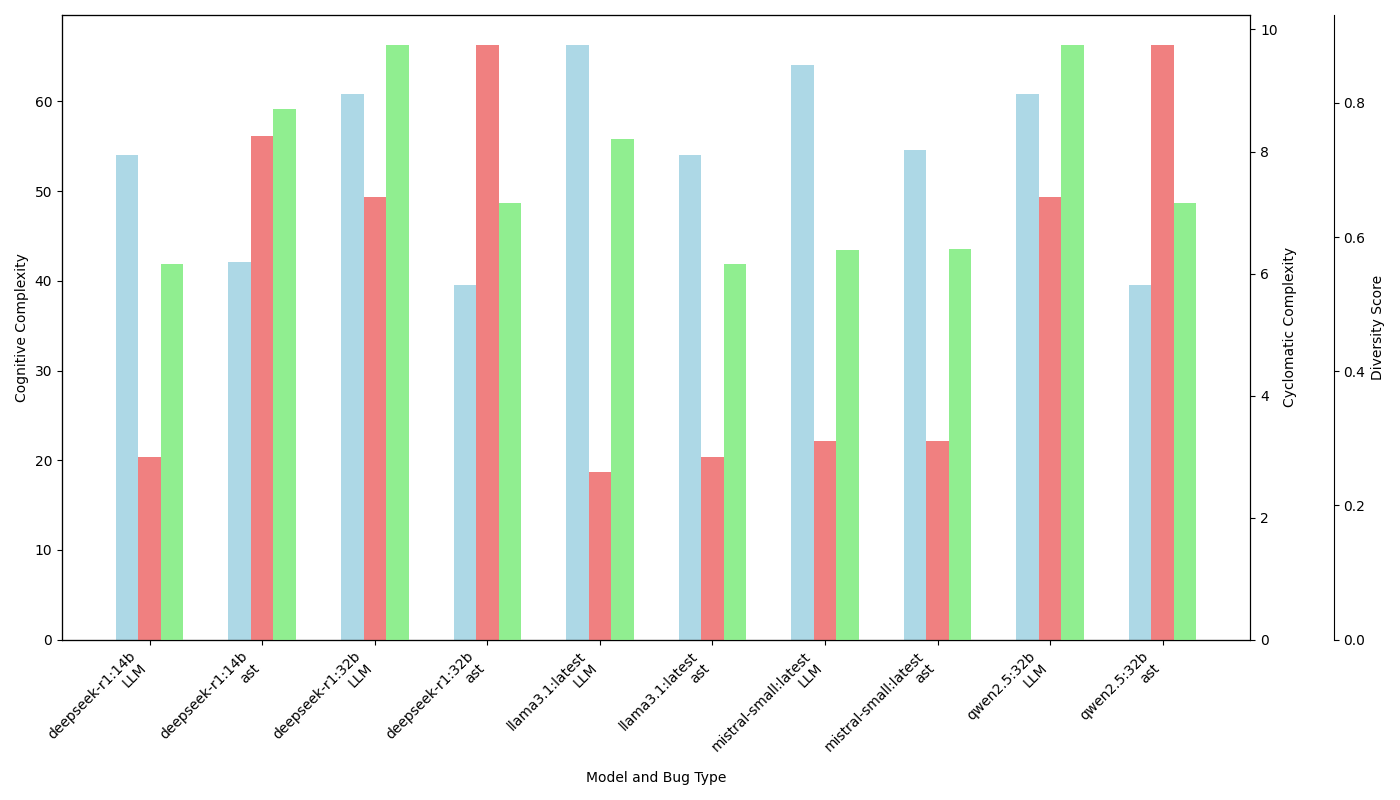 Cognitive Complexity
60
50
40
30
20
10
0
10
8
6
4
2
0
Cyclomatic Complexity
0.8
0.6
0.4
0.2
0.0
Diversity Score
deepseek-r1:14b
LLM
deepseek-r1:14b
ast
deepseek-r1:32b
LLM
deepseek-r1:32b
ast
llama3.1:latest
LLM
llama3.1:latest
ast
mistral-small:latest
LLM
mistral-small:latest
ast
qwen2.5:32b
LLM
qwen2.5:32b
ast
Model and Bug Type